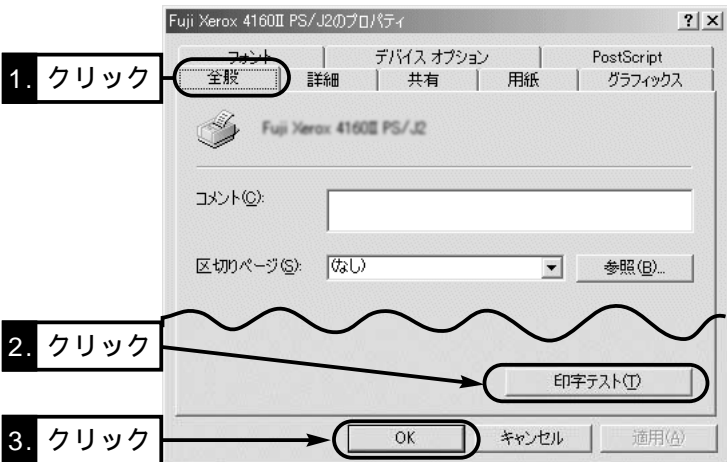 Fuji Xerox 4160II PS/J2のプロパティ
? ×
フォント デバイス オプション PostScript
1. クリック
全般 詳細 共有 用紙 グラフィックス
Fuji Xerox 4160II PS/J2
コメント(C):
区切りページ(S): (なし) 参照(B)...
2. クリック
印字テスト(T)
3. クリック
OK キャンセル 適用(A)